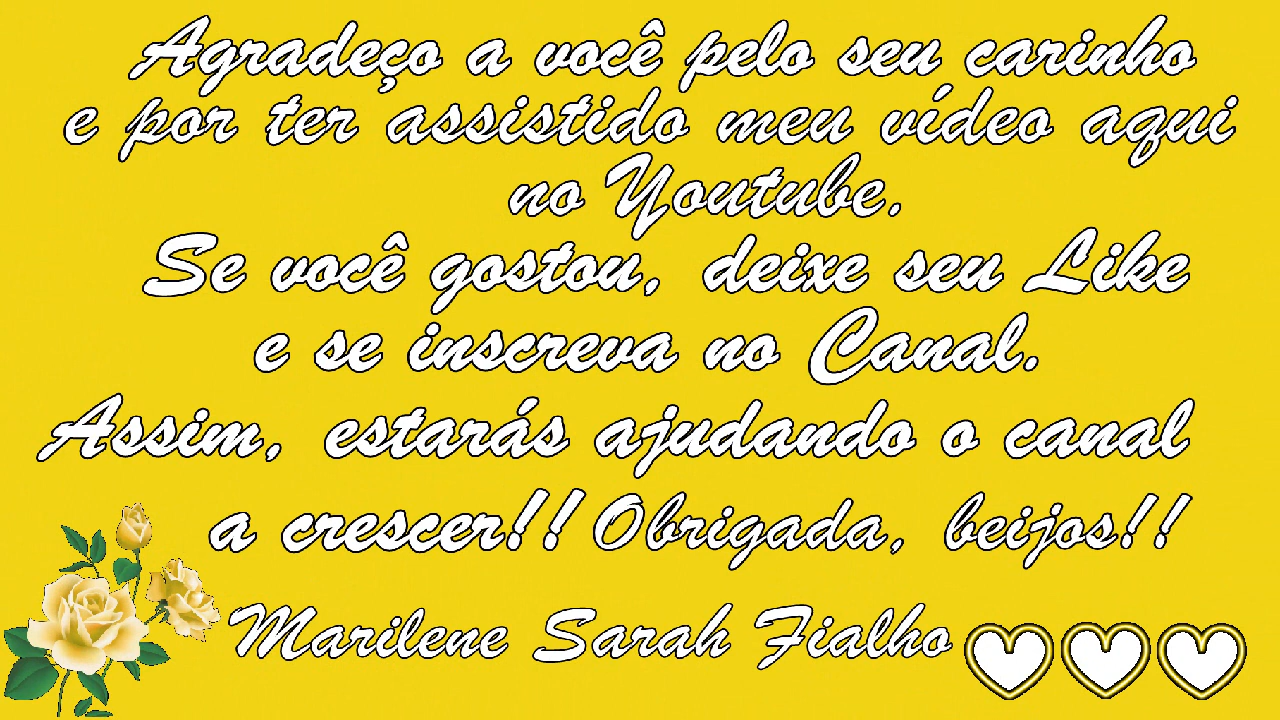 Agradeço a você pelo seu carinho
e por ter assistido meu vídeo aqui
no Youtube.
Se você gostou, deixe seu Like
e se inscreva no Canal.
Assim, estarás ajudando o canal
a crescer!! Obrigada, beijos!!
Marilene Sarah Fialho